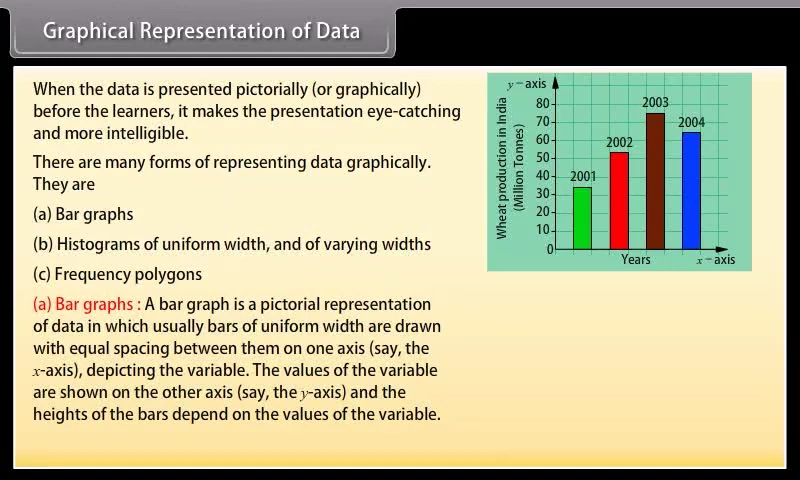 Graphical Representation of Data
When the data is presented pictorially (or graphically)
before the learners, it makes the presentation eye-catching
and more intelligible.
There are many forms of representing data graphically.
They are
(a) Bar graphs
(b) Histograms of uniform width, and of varying widths
(c) Frequency polygons
(a) Bar graphs : A bar graph is a pictorial representation
of data in which usually bars of uniform width are drawn
with equal spacing between them on one axis (say, the
x-axis), depicting the variable. The values of the variable
are shown on the other axis (say, the y-axis) and the
heights of the bars depend on the values of the variable.
y – axis
Wheat production in India
(Million Tonnes)
80
70
60
50
40
30
20
10
0
2001
2002
2003
2004
Years
x – axis